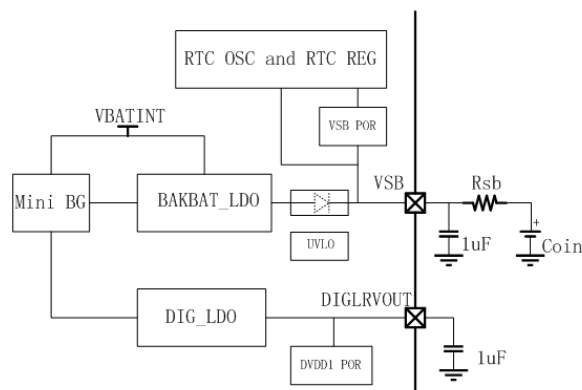 RTC OSC and RTC REG
VBATINT
VSB POR
VSB
Rsb
Mini BG
BAKBAT_LDO
+
1uF
Coin
UVLO
DIGLRVOUT
DIG_LDO
DVDD1 POR
1uF